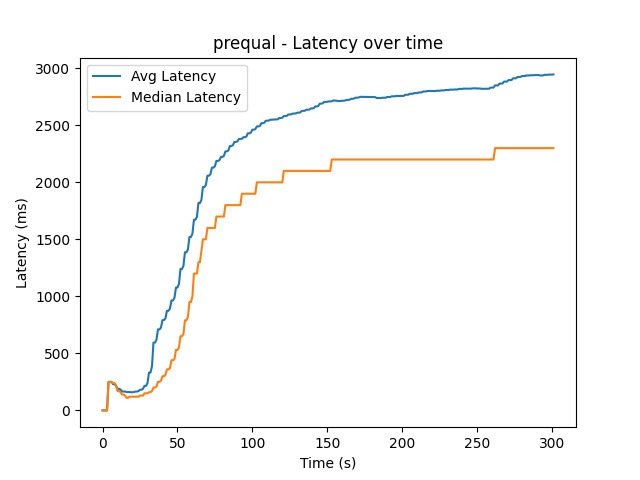 prequal - Latency over time
Avg Latency
Median Latency
Latency (ms)
3000
2500
2000
1500
1000
500
0
0 50 100 150 200 250 300
Time (s)